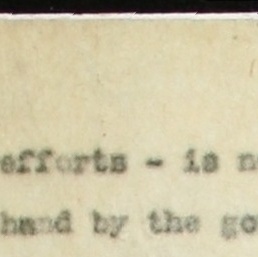 efforts - is
hand by the